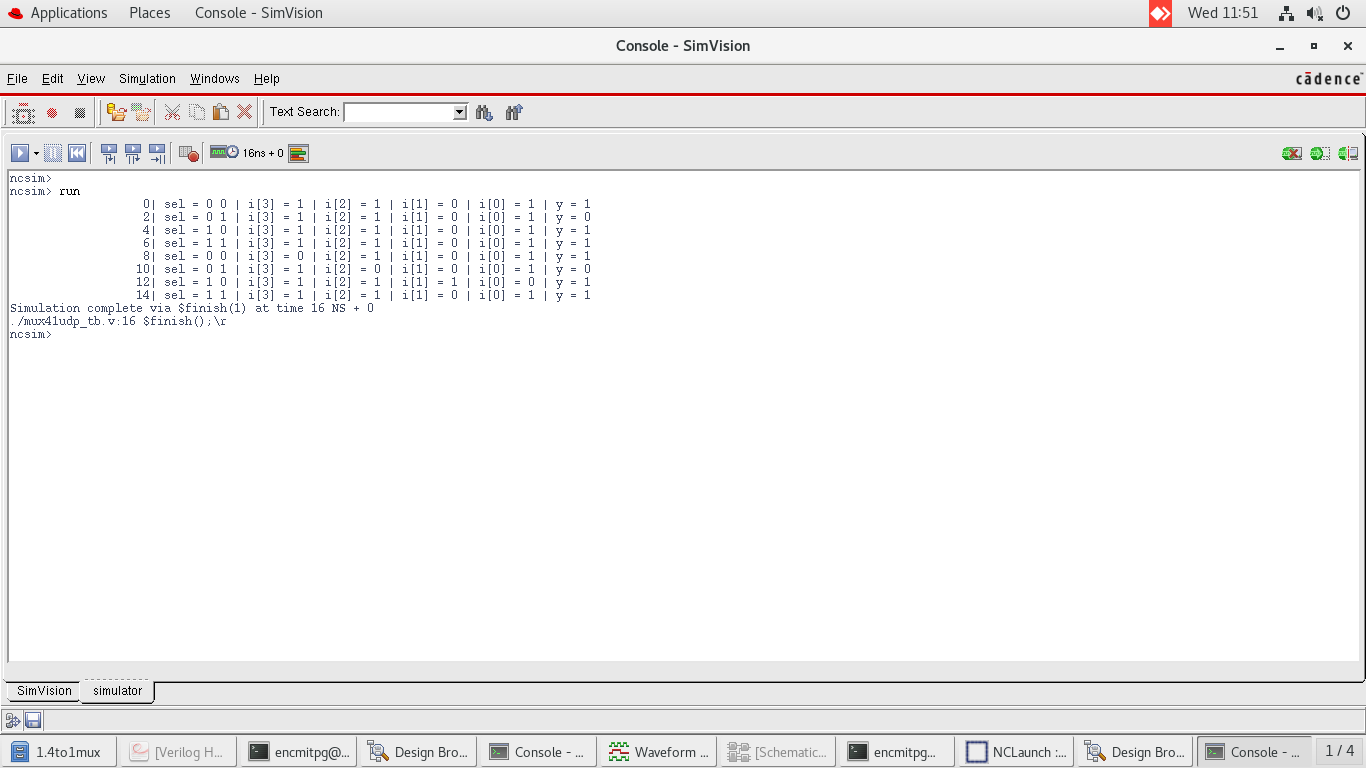 Applications Places Console - SimVision Wed 11:51
Console - SimVision
File Edit View Simulation Windows Help cādence
Text Search:
16ns + 0
ncsim>
ncsim> run
0| sel = 0 0 | i[3] = 1 | i[2] = 1 | i[1] = 0 | i[0] = 1 | y = 1
2| sel = 0 1 | i[3] = 1 | i[2] = 1 | i[1] = 0 | i[0] = 1 | y = 0
4| sel = 1 0 | i[3] = 1 | i[2] = 1 | i[1] = 0 | i[0] = 1 | y = 1
6| sel = 1 1 | i[3] = 1 | i[2] = 1 | i[1] = 0 | i[0] = 1 | y = 1
8| sel = 0 0 | i[3] = 0 | i[2] = 1 | i[1] = 0 | i[0] = 1 | y = 1
10| sel = 0 1 | i[3] = 1 | i[2] = 0 | i[1] = 0 | i[0] = 1 | y = 0
12| sel = 1 0 | i[3] = 1 | i[2] = 1 | i[1] = 1 | i[0] = 0 | y = 1
14| sel = 1 1 | i[3] = 1 | i[2] = 1 | i[1] = 0 | i[0] = 1 | y = 1
Simulation complete via $finish(1) at time 16 NS + 0
./mux41udp_tb.v:16 $finish();\r
ncsim>
SimVision simulator
1.4to1mux [Verilog H... encmitpg@... Design Bro... Console - ... Waveform ... [Schematic... encmitpg... NCLaunch :... Design Bro... Console - ... 1 / 4